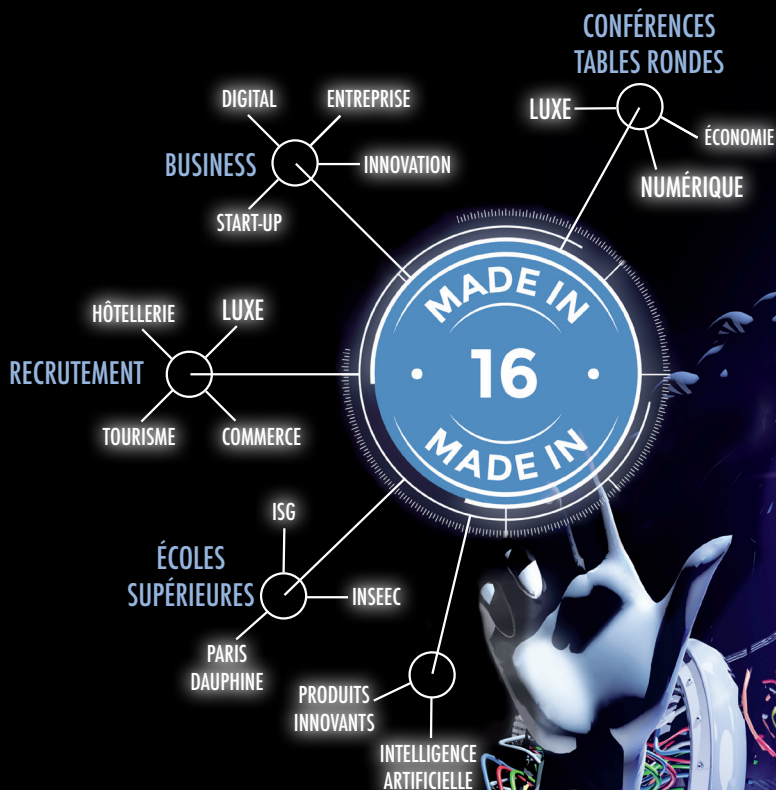 CONFÉRENCES
TABLES RONDES
LUXE
ÉCONOMIE
NUMÉRIQUE
DIGITAL
ENTREPRISE
BUSINESS
INNOVATION
START-UP
MADE IN
16
MADE IN
HÔTELLERIE
LUXE
RECRUTEMENT
TOURISME
COMMERCE
ISG
ÉCOLES
SUPÉRIEURES
INSEEC
PARIS
DAUPHINE
PRODUITS
INNOVANTS
INTELLIGENCE
ARTIFICIELLE